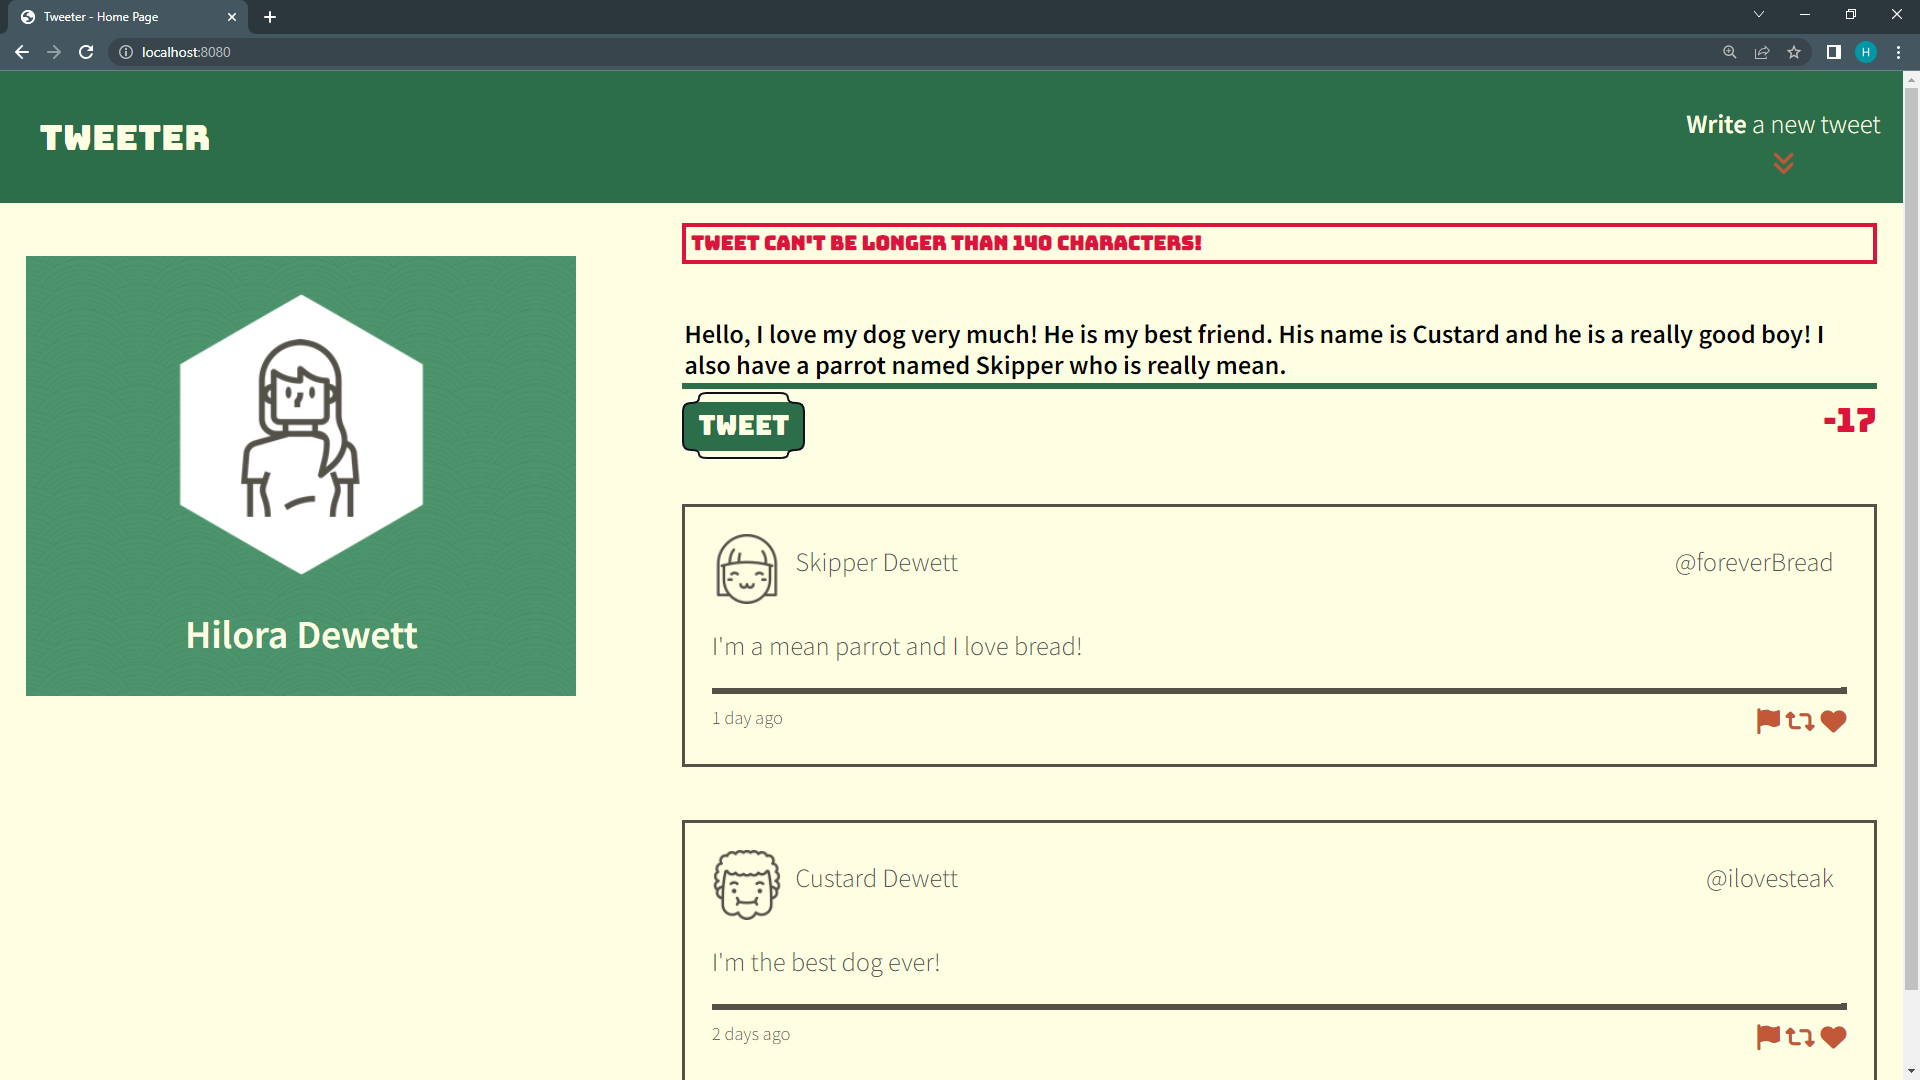 Tweeter - Home Page
localhost:8080
H
TWEETER
Write a new tweet
TWEET CAN'T BE LONGER THAN 140 CHARACTERS!
Hello, I love my dog very much! He is my best friend. His name is Custard and he is a really good boy! I
also have a parrot named Skipper who is really mean.
TWEET
-17
Hilora Dewett
Skipper Dewett
@foreverBread
I'm a mean parrot and I love bread!
1 day ago
Custard Dewett
@ilovesteak
I'm the best dog ever!
2 days ago